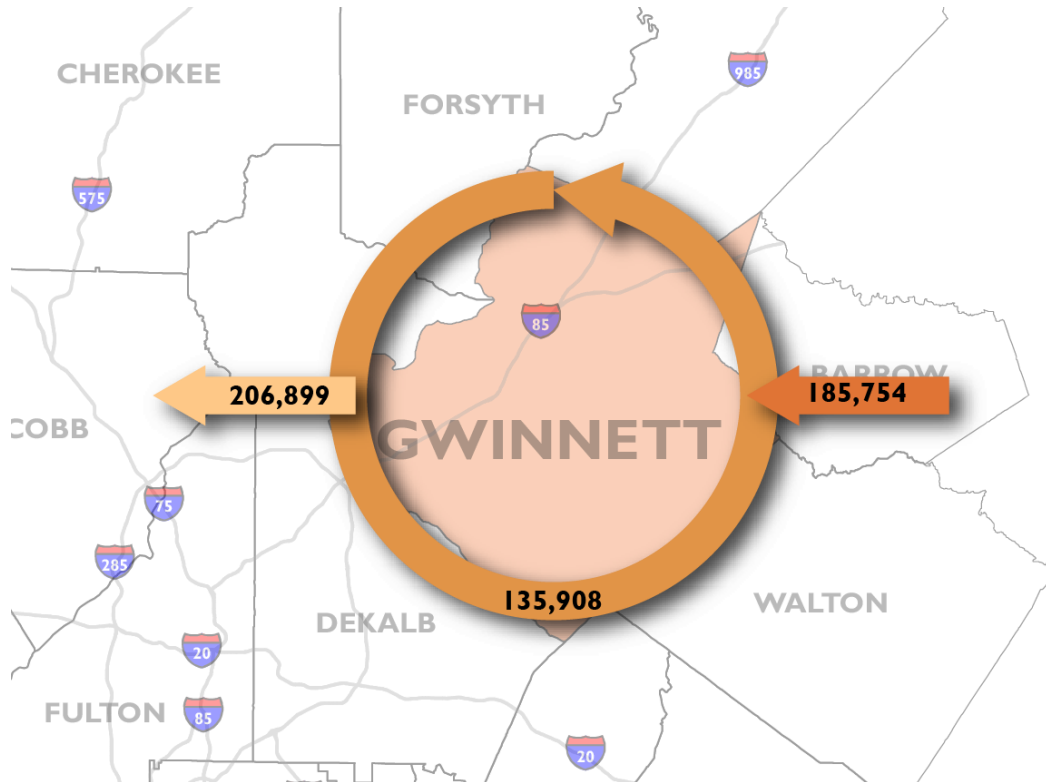 CHEROKEE
FORSYTH
985
575
85
BARROW
206,899
185,754
COBB
GWINNETT
75
285
135,908
WALTON
DEKALB
20
FULTON
85
20